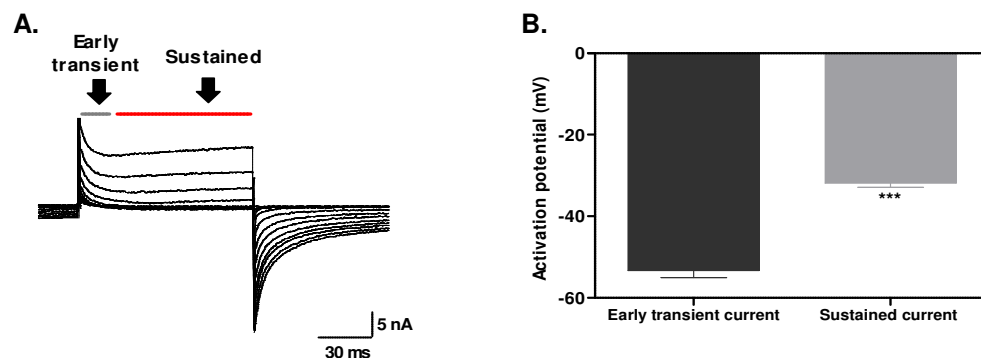 A.
Early
transient
Sustained
5 nA
30 ms
B.
Activation potential (mV)
0
-20
-40
-60
***
Early transient current
Sustained current